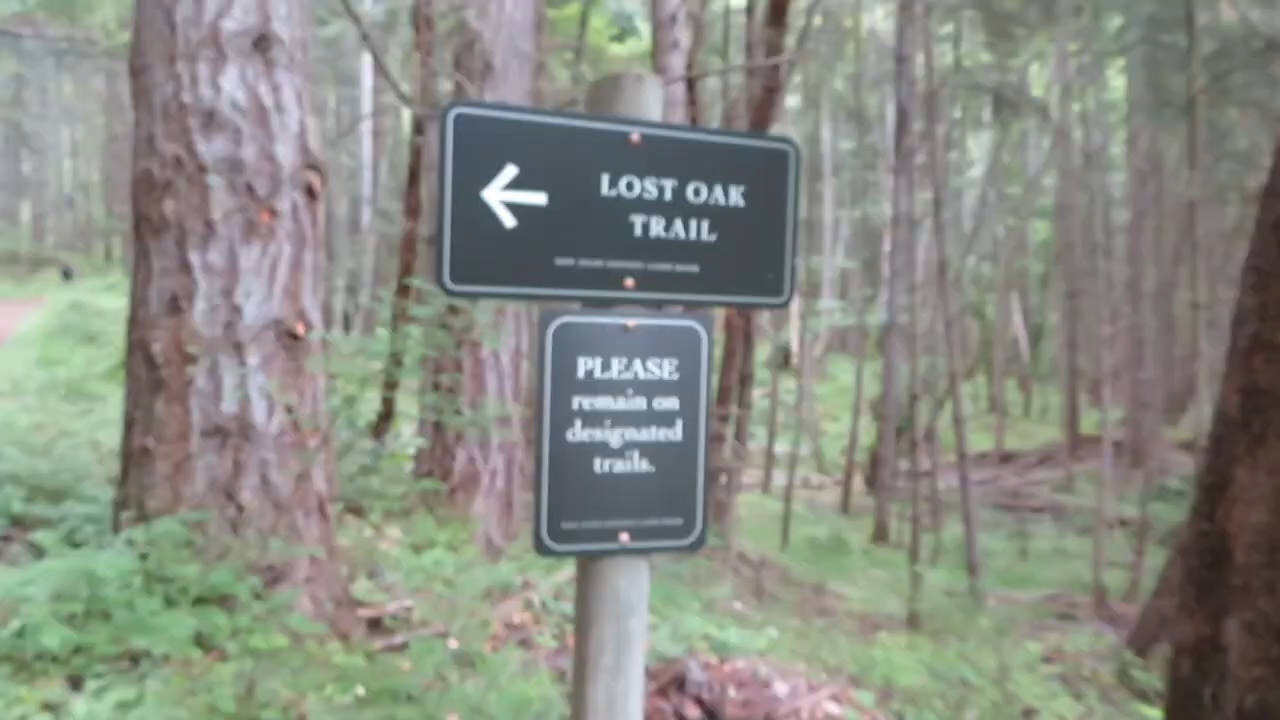 LOST OAK
TRAIL
PLEASE
remain on
designated
trails.